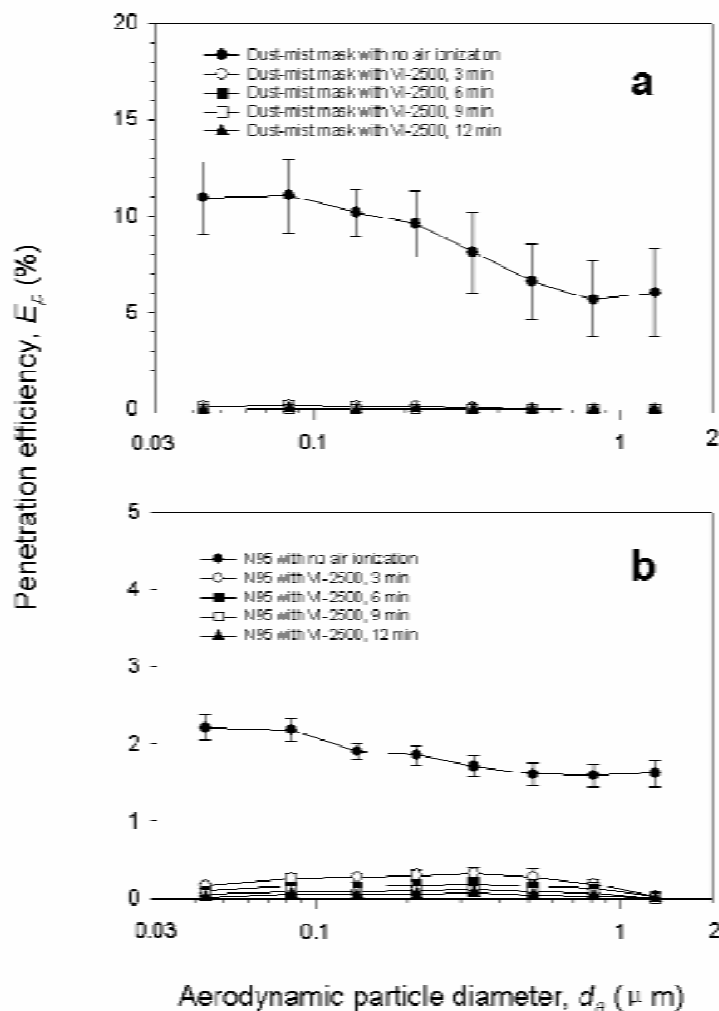 Penetration efficiency, Ep (%)
20
15
10
5
0
Dust-mist mask with no air ionization
Dust-mist mask with VI-2500, 3 min
Dust-mist mask with VI-2500, 6 min
Dust-mist mask with VI-2500, 9 min
Dust-mist mask with VI-2500, 12 min
a
0.03 0.1 1 2
5
4
3
2
1
0
N95 with no air ionization
N95 with VI-2500, 3 min
N95 with VI-2500, 6 min
N95 with VI-2500, 9 min
N95 with VI-2500, 12 min
b
0.03 0.1 1 2
Aerodynamic particle diameter, da (μm)